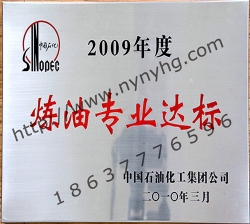 中国石化
SINOPEC
2009年度
炼油专业达标
中国石油化工集团公司
二〇一〇年三月
http://www.nynyhg.com
18637776596